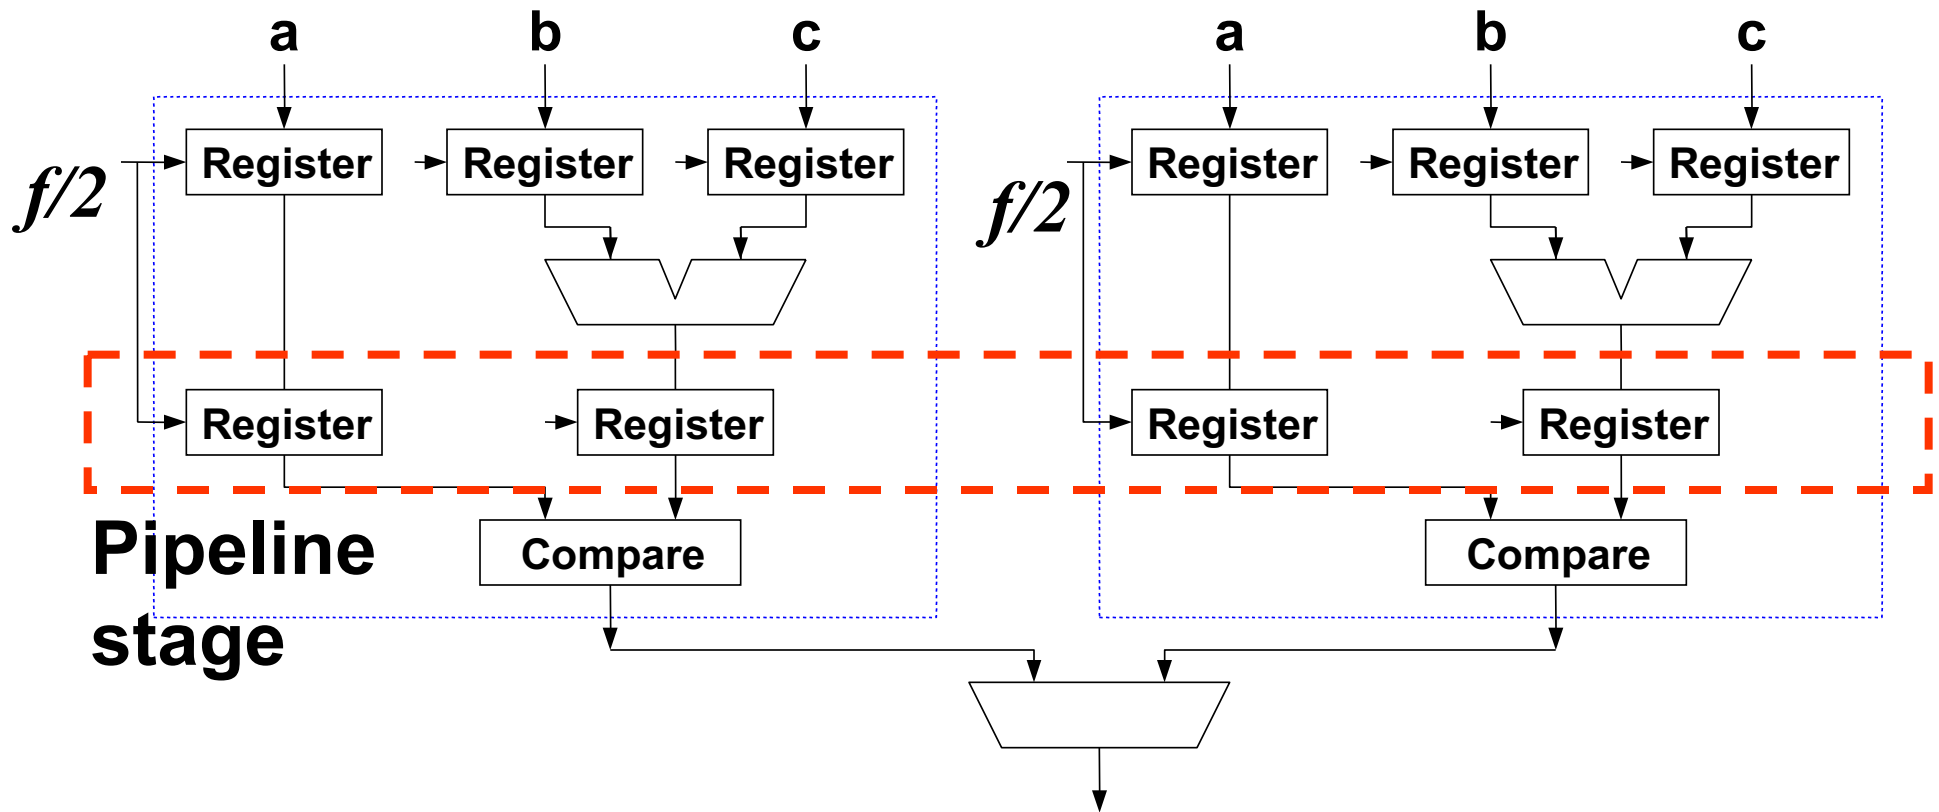 a b c a b c
Register Register Register Register Register Register
f/2 f/2
Register Register Register Register
Compare Compare
Pipeline
stage